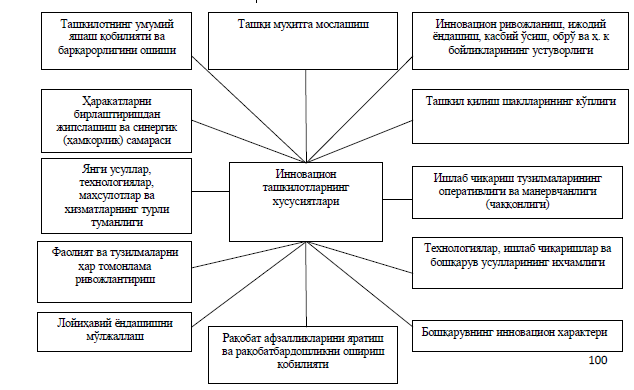 Ташкилотнинг умумий
яшаш қобилияти ва
барқарорлигини ошиши
Ташқи муҳитга мослашиш
Инновацион ривожланиш, ижодий
ёндашиш, касбий ўсиш, обрў ва ҳ. к
бойликларининг устуворлиги
Ҳаракатларни
бирлаштиришдан
жипслашиш ва синергик
(ҳамкорлик) самараси
Ташкил қилиш шаклларининг кўплиги
Янги усуллар,
технологиялар,
маҳсулотлар ва
хизматларнинг турли
туманлиги
Инновацион
ташкилотларнинг
хусусиятлари
Ишлаб чикариш тузилмаларининг
оперативлиги ва манервчанлиги
(чаққонлиги)
Фаолият ва тузилмаларни
ҳар томонлама
ривожлантириш
Технологиялар, ишлаб чиқаришлар ва
бошқарув усулларининг ихчамлиги
Лойиҳавий ёндашишни
мўлжаллаш
Рақобат афзалликларини яратиш
ва рақобатбардошликни ошириш
қобилияти
Бошқарувнинг инновацион характери
100